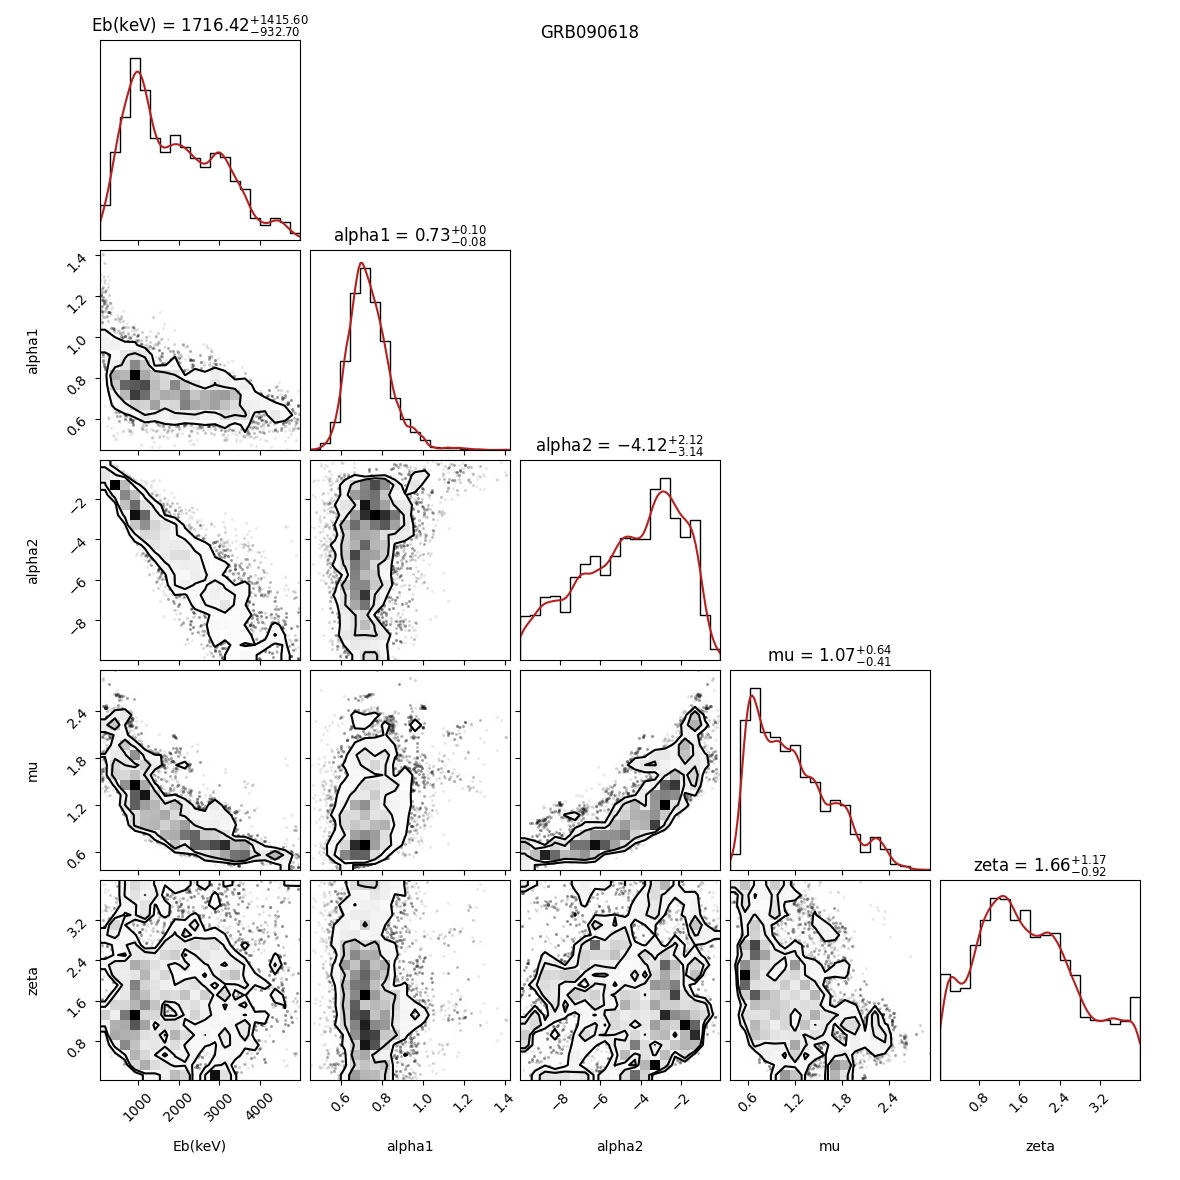 GRB090618
Eb(keV) = 1716.42+1415.60 −932.70
alpha1 = 0.73+0.10 −0.08
1.4
1.2
1.0
0.8
0.6
alpha1
alpha2 = −4.12+2.12 −3.14
−2
−4
−6
−8
alpha2
mu = 1.07+0.64 −0.41
2.4
1.8
1.2
0.6
mu
zeta = 1.66+1.17 −0.92
3.2
2.4
1.6
0.8
zeta
1000 2000 3000 4000 0.6 0.8 1.0 1.2 1.4 −8 −6 −4 −2 0.6 1.2 1.8 2.4 0.8 1.6 2.4 3.2
Eb(keV) alpha1 alpha2 mu zeta